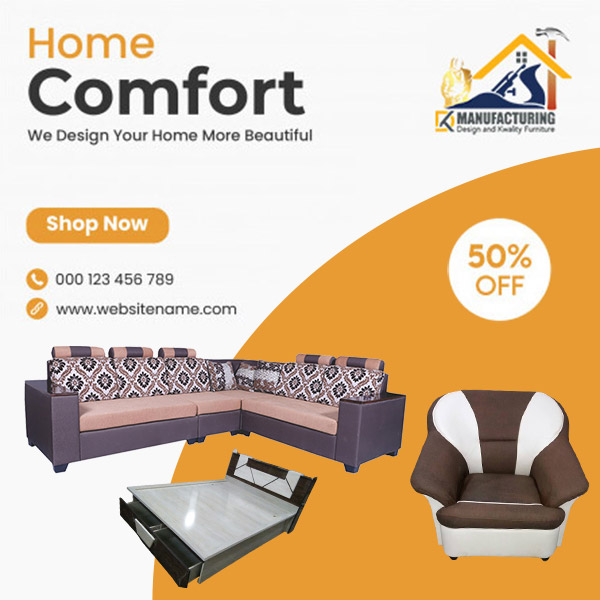 Home
Comfort
We Design Your Home More Beautiful
DK MANUFACTURING
Design and Kwality Furniture
Shop Now
000 123 456 789
www.websitename.com
50%
OFF